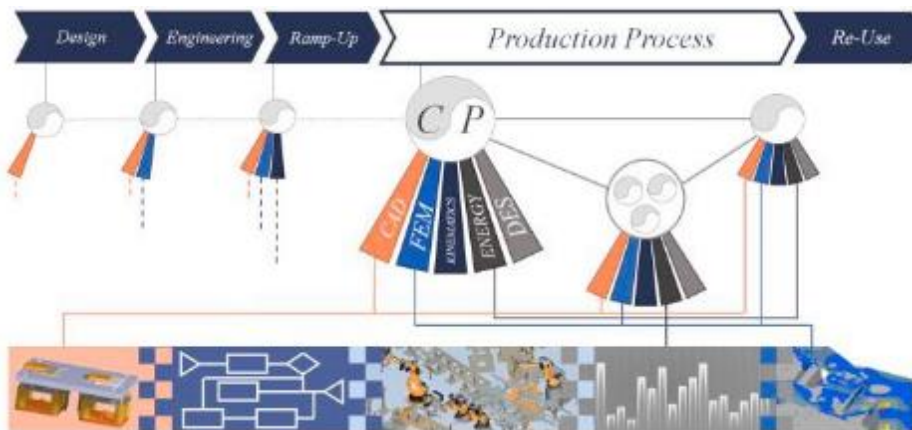 Design
Engineering
Ramp-Up
Production Process
Re-Use
C P
CAD
FEM
KINEMATICS
ENERGY
DES